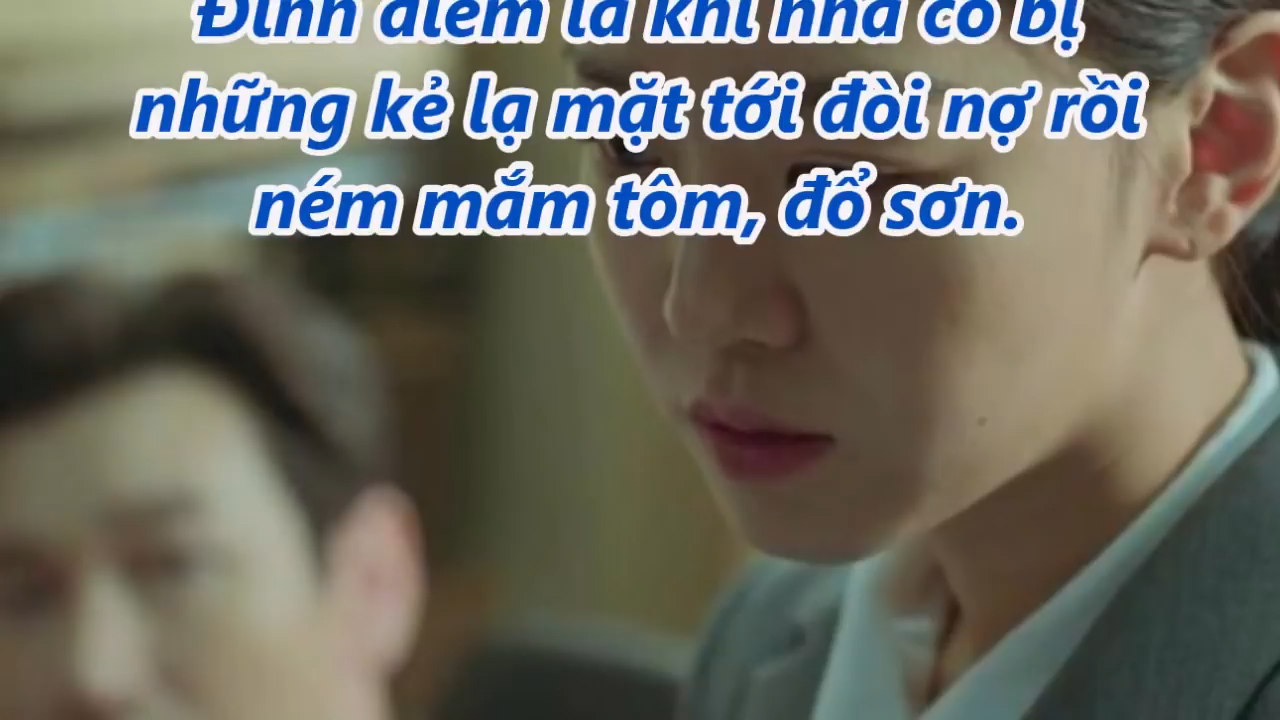 Đỉnh điểm là khi nhà cô bị
những kẻ lạ mặt tới đòi nợ rồi
ném mắm tôm, đổ sơn.